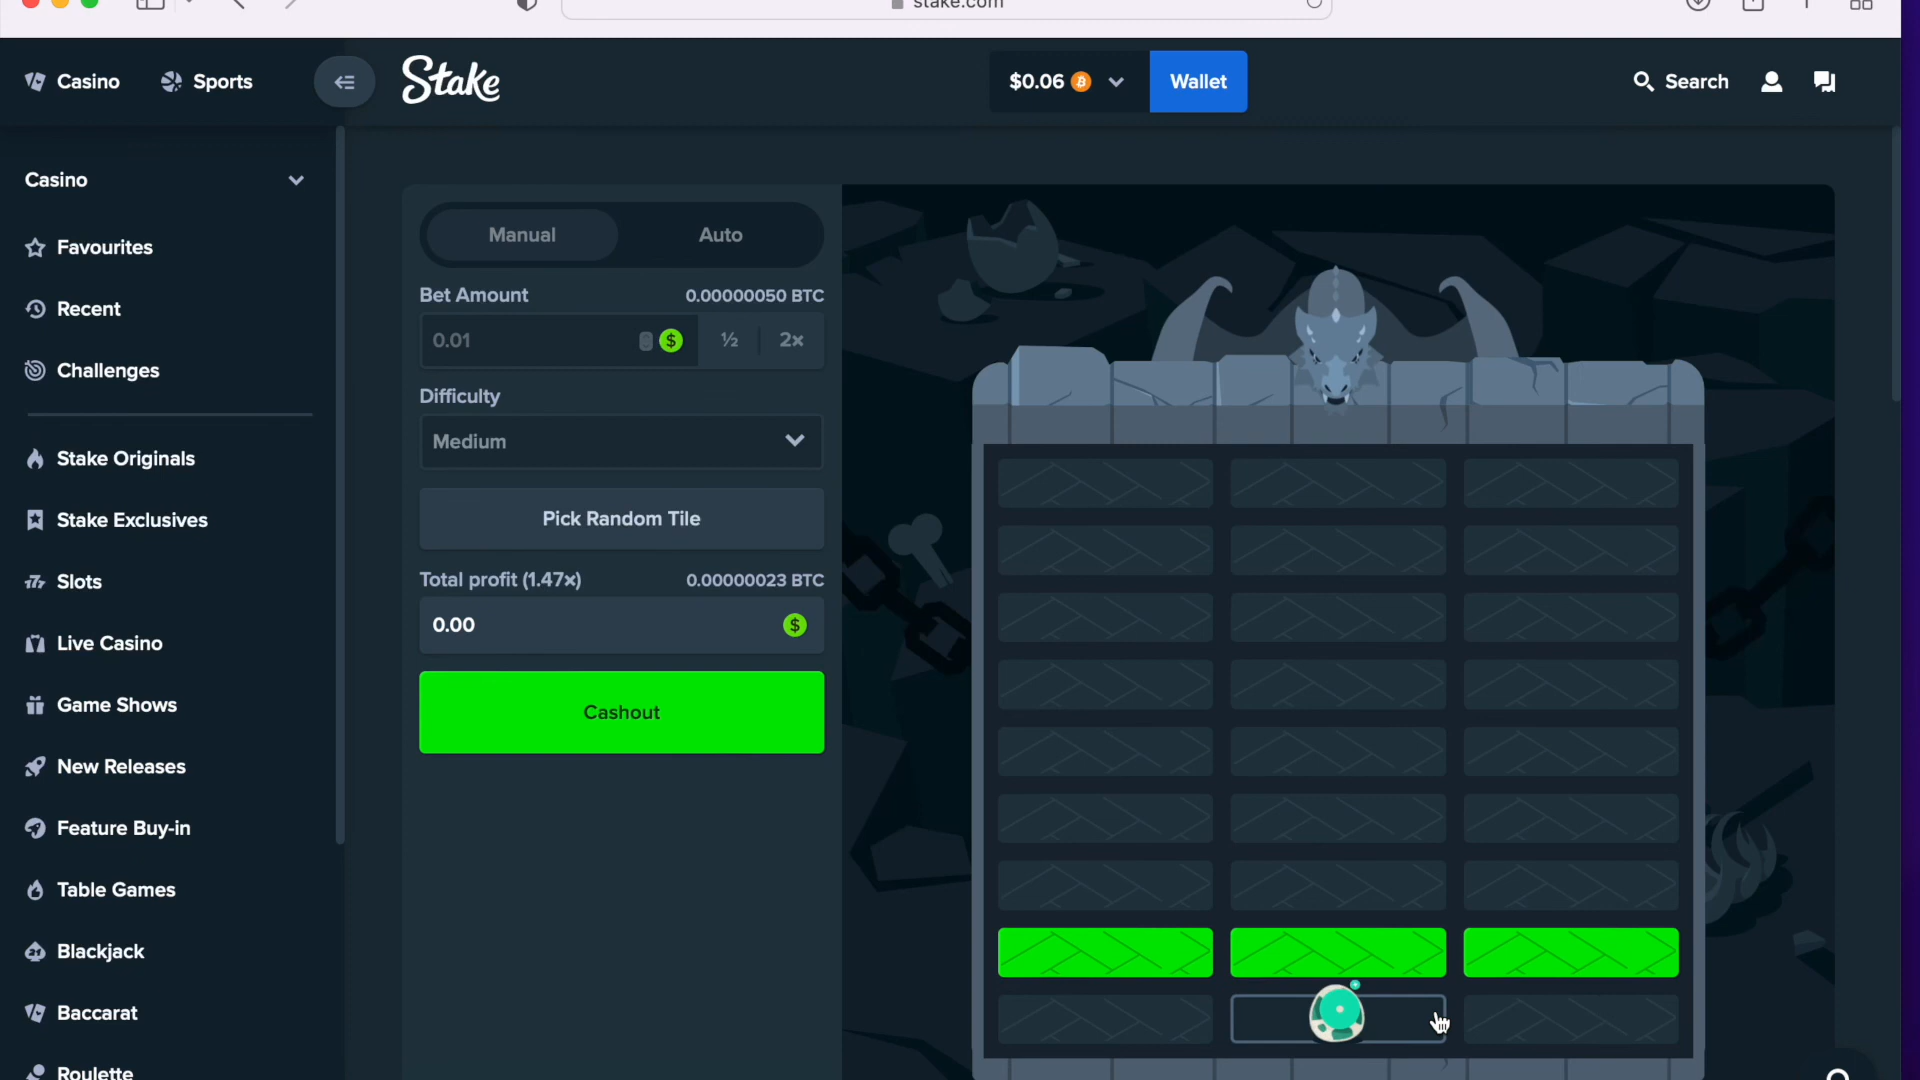 stake.com
Casino
Sports
Stake
$0.06
Wallet
Search
Casino
Favourites
Recent
Challenges
Stake Originals
Stake Exclusives
Slots
Live Casino
Game Shows
New Releases
Feature Buy-in
Table Games
Blackjack
Baccarat
Roulette
Manual
Auto
Bet Amount
0.00000050 BTC
0.01
$
½
2×
Difficulty
Medium
Pick Random Tile
Total profit (1.47×)
0.00000023 BTC
0.00
$
Cashout